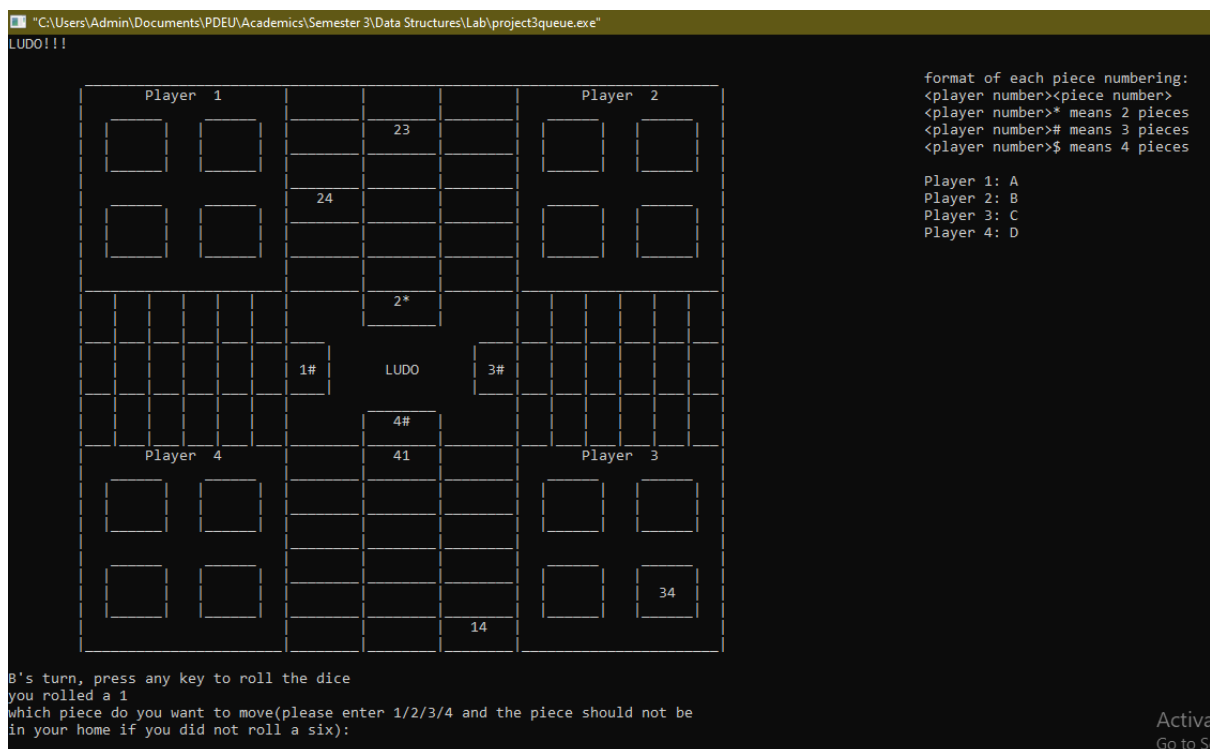 "C:\Users\Admin\Documents\PDEU\Academics\Semester 3\Data Structures\Lab\project3queue.exe"
LUDO!!!
format of each piece numbering:
<player number><piece number>
<player number>* means 2 pieces
<player number># means 3 pieces
<player number>$ means 4 pieces
Player 1: A
Player 2: B
Player 3: C
Player 4: D
Player 1
Player 2
23
24
2*
1#
LUDO
3#
4#
Player 4
41
Player 3
34
14
B's turn, press any key to roll the dice
you rolled a 1
which piece do you want to move(please enter 1/2/3/4 and the piece should not be
in your home if you did not roll a six):